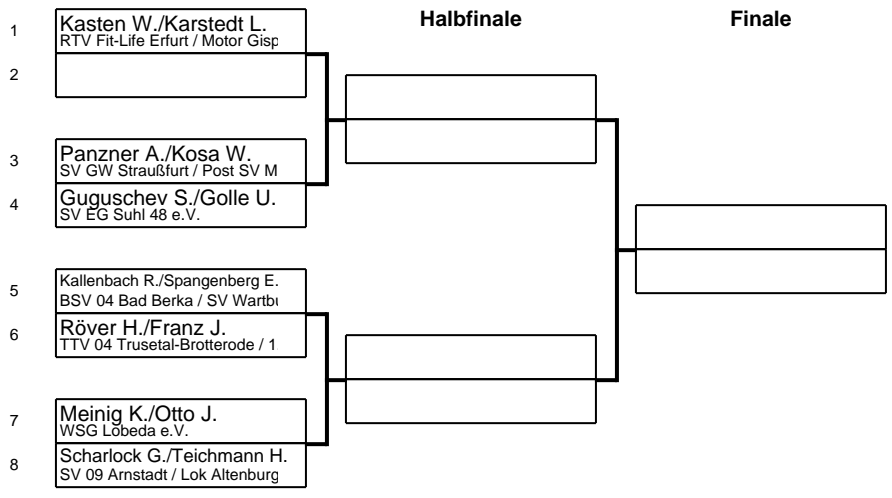 Halbfinale Finale
1 Kasten W./Karstedt L.
RTV Fit-Life Erfurt / Motor Gisp
2
3 Panzner A./Kosa W.
SV GW Straußfurt / Post SV M
4 Guguschev S./Golle U.
SV EG Suhl 48 e.V.
5 Kallenbach R./Spangenberg E.
BSV 04 Bad Berka / SV Wartbu
6 Röver H./Franz J.
TTV 04 Trusetal-Brotterode / 1
7 Meinig K./Otto J.
WSG Lobeda e.V.
8 Scharlock G./Teichmann H.
SV 09 Arnstadt / Lok Altenburg